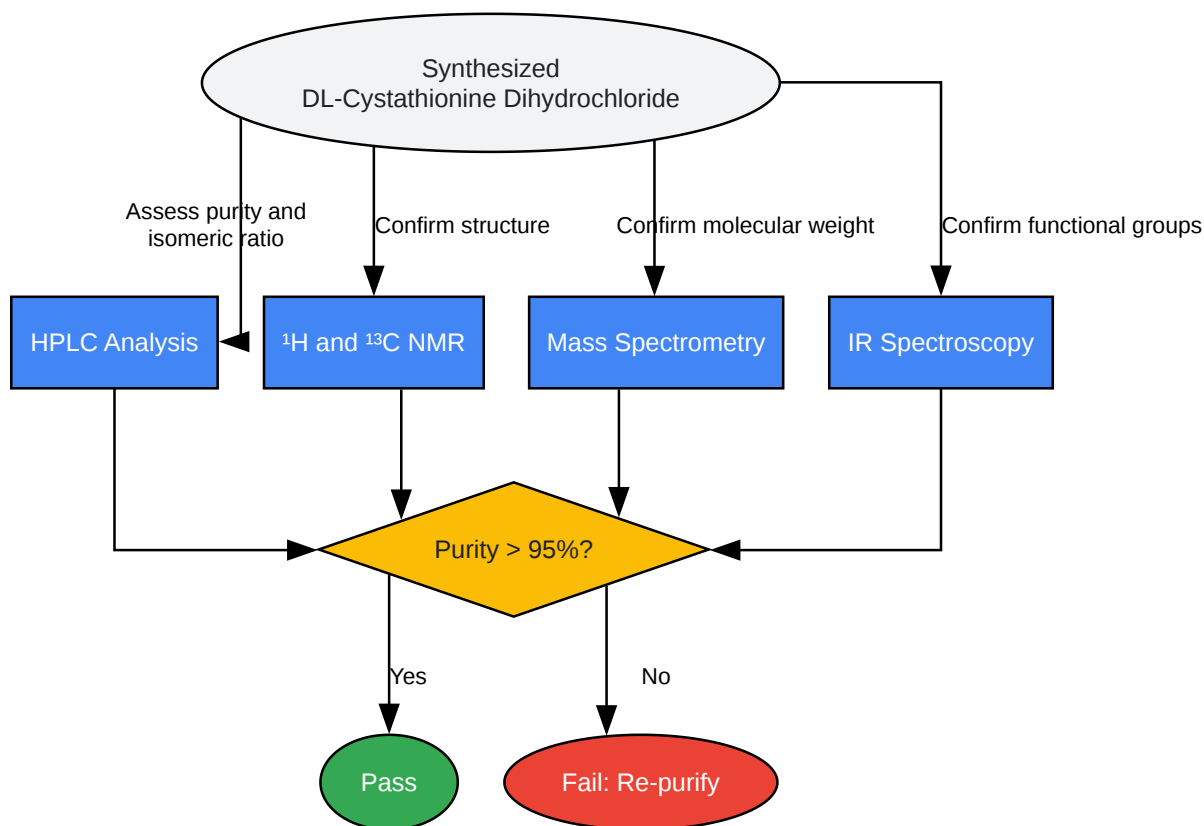 Synthesized
DL-Cystathionine Dihydrochloride
Assess purity and
isomeric ratio
Confirm structure
Confirm molecular weight
Confirm functional groups
HPLC Analysis
¹H and ¹³C NMR
Mass Spectrometry
IR Spectroscopy
Purity > 95%?
Yes
No
Pass
Fail: Re-purify